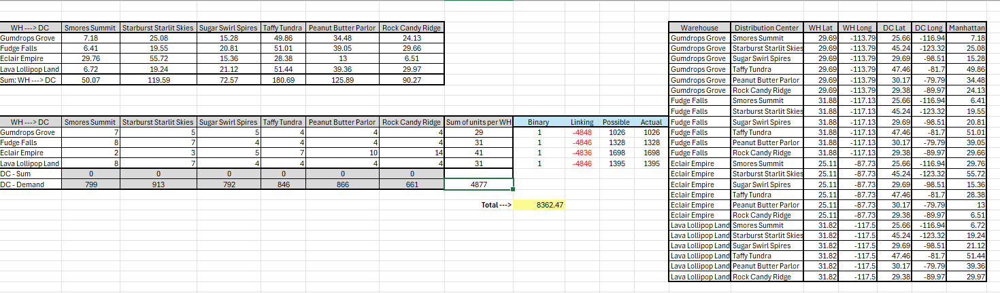 WH ---> DC Smores Summit Starburst Starlit Skies Sugar Swirl Spires Taffy Tundra Peanut Butter Parlor Rock Candy Ridge
Gumdrops Grove 7.18 25.08 15.28 49.86 34.48 24.13
Fudge Falls 6.41 19.55 20.81 51.01 39.05 29.66
Eclair Empire 29.76 55.72 15.36 28.38 13 6.51
Lava Lollipop Land 6.72 19.24 21.12 51.44 39.36 29.97
Sum: WH ---> DC 50.07 119.59 72.57 180.69 125.89 90.27
WH ---> DC Smores Summit Starburst Starlit Skies Sugar Swirl Spires Taffy Tundra Peanut Butter Parlor Rock Candy Ridge Sum of units per WH Binary Linking Possible Actual
Gumdrops Grove 7 5 5 4 4 4 29 1 -4848 1026 1026
Fudge Falls 8 7 4 4 4 4 31 1 -4846 1328 1328
Eclair Empire 2 3 5 7 10 14 41 1 -4836 1698 1698
Lava Lollipop Land 8 7 4 4 4 4 31 1 -4846 1395 1395
DC - Sum 0 0 0 0 0 0
DC - Demand 799 913 792 846 866 661 4877
Total ---> 8362.47
Warehouse Distribution Center WH Lat WH Long DC Lat DC Long Manhattan
Gumdrops Grove Smores Summit 29.69 -113.79 25.66 -116.94 7.18
Gumdrops Grove Starburst Starlit Skies 29.69 -113.79 45.24 -123.32 25.08
Gumdrops Grove Sugar Swirl Spires 29.69 -113.79 29.69 -98.51 15.28
Gumdrops Grove Taffy Tundra 29.69 -113.79 47.46 -81.7 49.86
Gumdrops Grove Peanut Butter Parlor 29.69 -113.79 30.17 -79.79 34.48
Gumdrops Grove Rock Candy Ridge 29.69 -113.79 29.38 -89.97 24.13
Fudge Falls Smores Summit 31.88 -117.13 25.66 -116.94 6.41
Fudge Falls Starburst Starlit Skies 31.88 -117.13 45.24 -123.32 19.55
Fudge Falls Sugar Swirl Spires 31.88 -117.13 29.69 -98.51 20.81
Fudge Falls Taffy Tundra 31.88 -117.13 47.46 -81.7 51.01
Fudge Falls Peanut Butter Parlor 31.88 -117.13 30.17 -79.79 39.05
Fudge Falls Rock Candy Ridge 31.88 -117.13 29.38 -89.97 29.66
Eclair Empire Smores Summit 25.11 -87.73 25.66 -116.94 29.76
Eclair Empire Starburst Starlit Skies 25.11 -87.73 45.24 -123.32 55.72
Eclair Empire Sugar Swirl Spires 25.11 -87.73 29.69 -98.51 15.36
Eclair Empire Taffy Tundra 25.11 -87.73 47.46 -81.7 28.38
Eclair Empire Peanut Butter Parlor 25.11 -87.73 30.17 -79.79 13
Eclair Empire Rock Candy Ridge 25.11 -87.73 29.38 -89.97 6.51
Lava Lollipop Land Smores Summit 31.82 -117.5 25.66 -116.94 6.72
Lava Lollipop Land Starburst Starlit Skies 31.82 -117.5 45.24 -123.32 19.24
Lava Lollipop Land Sugar Swirl Spires 31.82 -117.5 29.69 -98.51 21.12
Lava Lollipop Land Taffy Tundra 31.82 -117.5 47.46 -81.7 51.44
Lava Lollipop Land Peanut Butter Parlor 31.82 -117.5 30.17 -79.79 39.36
Lava Lollipop Land Rock Candy Ridge 31.82 -117.5 29.38 -89.97 29.97